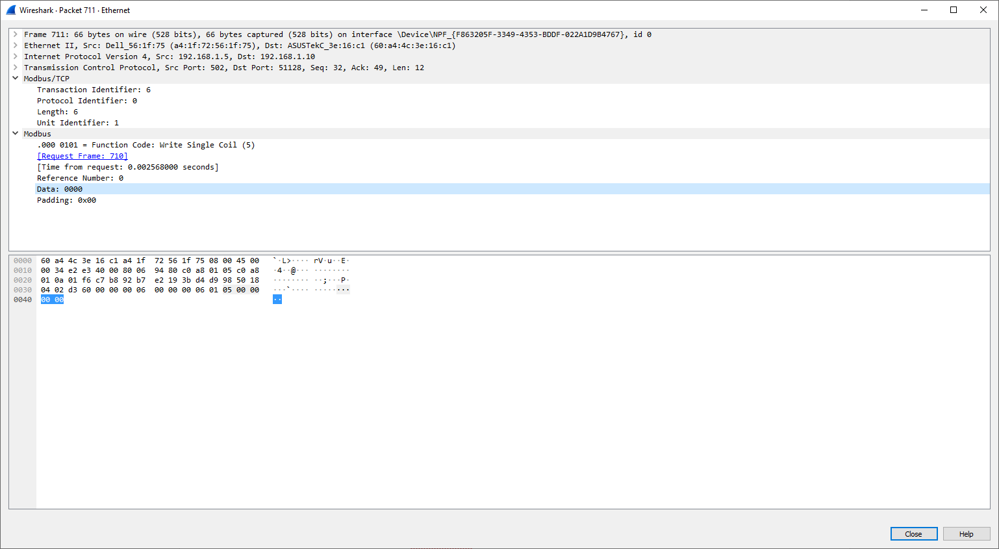 Wireshark · Packet 711 · Ethernet
Frame 711: 66 bytes on wire (528 bits), 66 bytes captured (528 bits) on interface \Device\NPF_{F863205F-3349-4353-BDDF-022A1D9B4767}, id 0
Ethernet II, Src: Dell_56:1f:75 (a4:1f:72:56:1f:75), Dst: ASUSTekC_3e:16:c1 (60:a4:4c:3e:16:c1)
Internet Protocol Version 4, Src: 192.168.1.5, Dst: 192.168.1.10
Transmission Control Protocol, Src Port: 502, Dst Port: 51128, Seq: 32, Ack: 49, Len: 12
Modbus/TCP
Transaction Identifier: 6
Protocol Identifier: 0
Length: 6
Unit Identifier: 1
Modbus
.000 0101 = Function Code: Write Single Coil (5)
[Request Frame: 710]
[Time from request: 0.002568000 seconds]
Reference Number: 0
Data: 0000
Padding: 0x00
0000 60 a4 4c 3e 16 c1 a4 1f 72 56 1f 75 08 00 45 00 `·L>···· rV·u··E·
0010 00 34 e2 e3 40 00 80 06 94 80 c0 a8 01 05 c0 a8 ·4··@··· ········
0020 01 0a 01 f6 c7 b8 92 b7 e2 19 3b d4 d9 98 50 18 ········ ··;···P·
0030 04 02 d3 60 00 00 00 06 00 00 00 06 01 05 00 00 ···`···· ········
0040 00 00 ··
Close Help